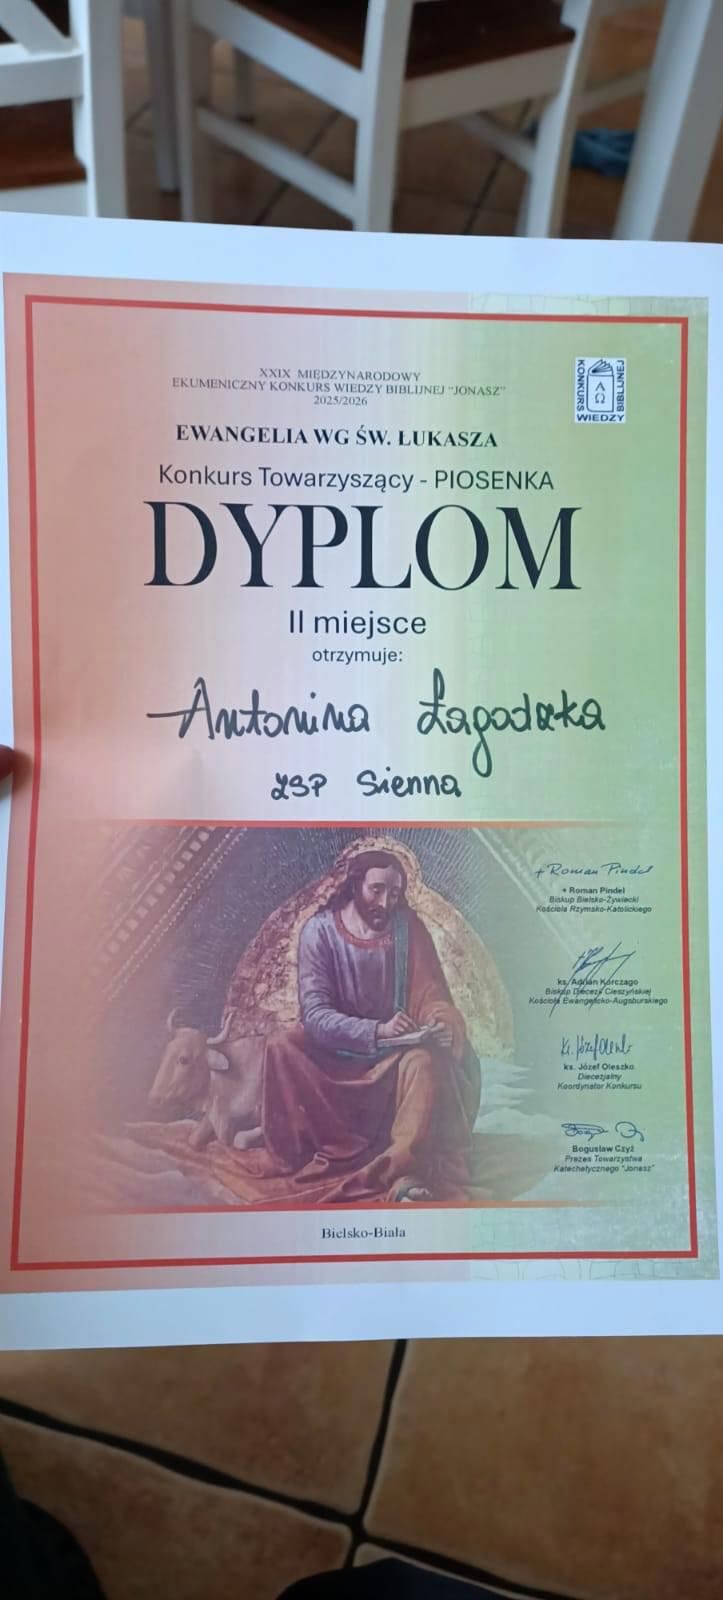 XXIX MIĘDZYNARODOWY
EKUMENICZNY KONKURS WIEDZY BIBLIJNEJ "JONASZ"
2025/2026
KONKURS WIEDZY BIBLIJNEJ
A Ω
EWANGELIA WG ŚW. ŁUKASZA
Konkurs Towarzyszący - PIOSENKA
DYPLOM
II miejsce
otrzymuje:
Antonina
ZSP Sienna
+ Roman Pindel
+ Roman Pindel
Biskup Bielsko-Żywiecki
Kościoła Rzymsko-Katolickiego
ks. Adrian Korczago
Biskup Diecezji Cieszyńskiej
Kościoła Ewangelicko-Augsburskiego
ks. Józef Oleszko
Diecezjalny
Koordynator Konkursu
Bogusław Czyż
Prezes Towarzystwa
Katechetycznego "Jonasz"
Bielsko-Biała